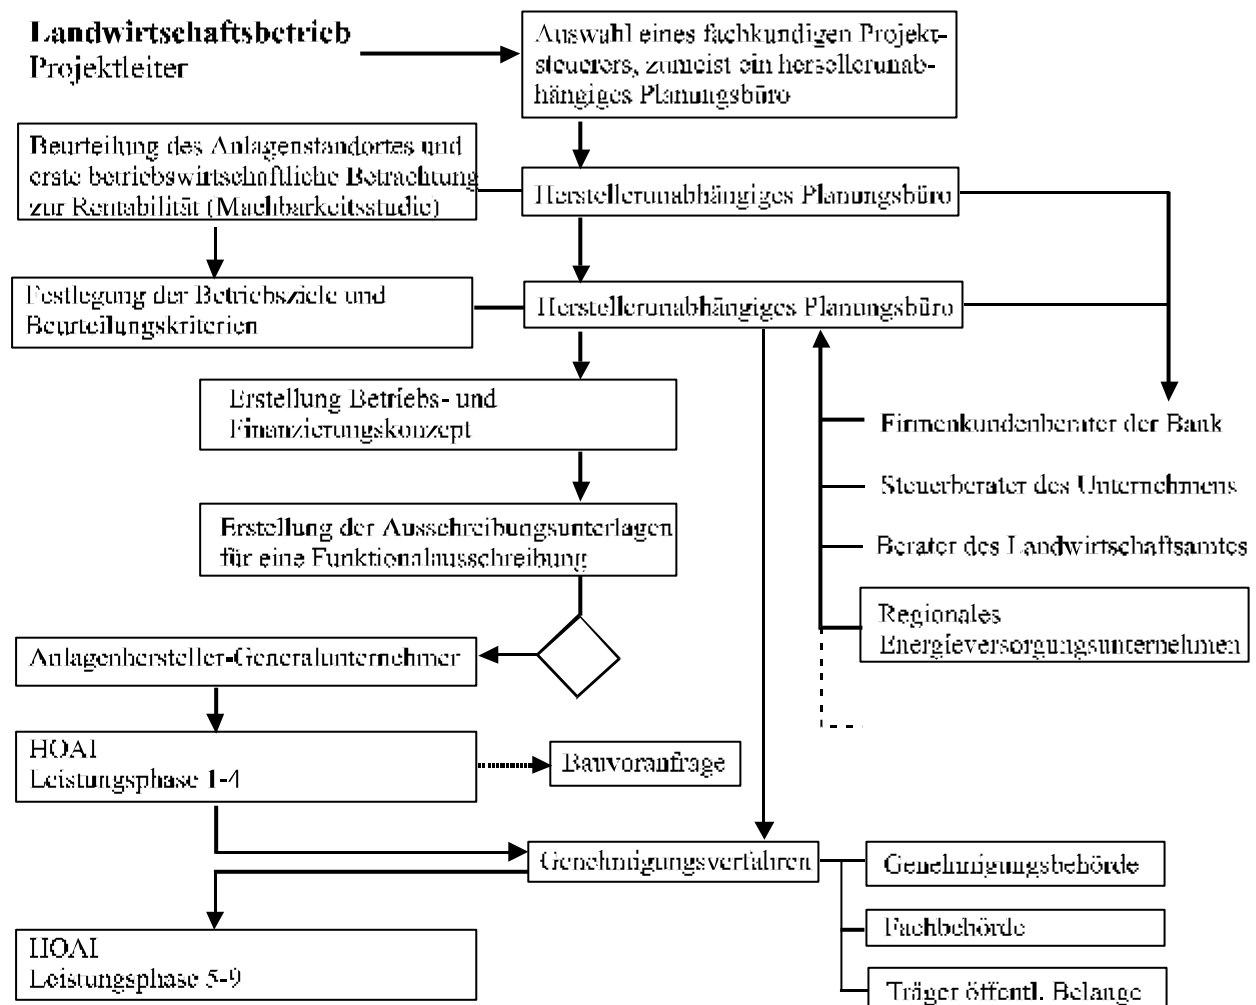 Landwirtschaftsbetrieb
Projektleiter
Auswahl eines fachkundigen Projekt-
steuerers, zumeist ein hersellerunab-
hängiges Planungsbüro
Beurteilung des Anlagenstandortes und
erste betriebswirtschaftliche Betrachtung
zur Rentabilität (Machbarkeitsstudie)
Herstellerunabhängiges Planungsbüro
Festlegung der Betriebsziele und
Beurteilungskriterien
Herstellerunabhängiges Planungsbüro
Erstellung Betriebs- und
Finanzierungskonzept
Firmenkundenberater der Bank
Steuerberater des Unternehmens
Berater des Landwirtschaftsamtes
Regionales
Energieversorgungsunternehmen
Erstellung der Ausschreibungsunterlagen
für eine Funktionalausschreibung
Anlagenhersteller-Generalunternehmer
HOAI
Leistungsphase 1-4
Bauvoranfrage
Genehmigungsverfahren
Genehmigungsbehörde
Fachbehörde
Träger öffentl. Belange
HOAI
Leistungsphase 5-9